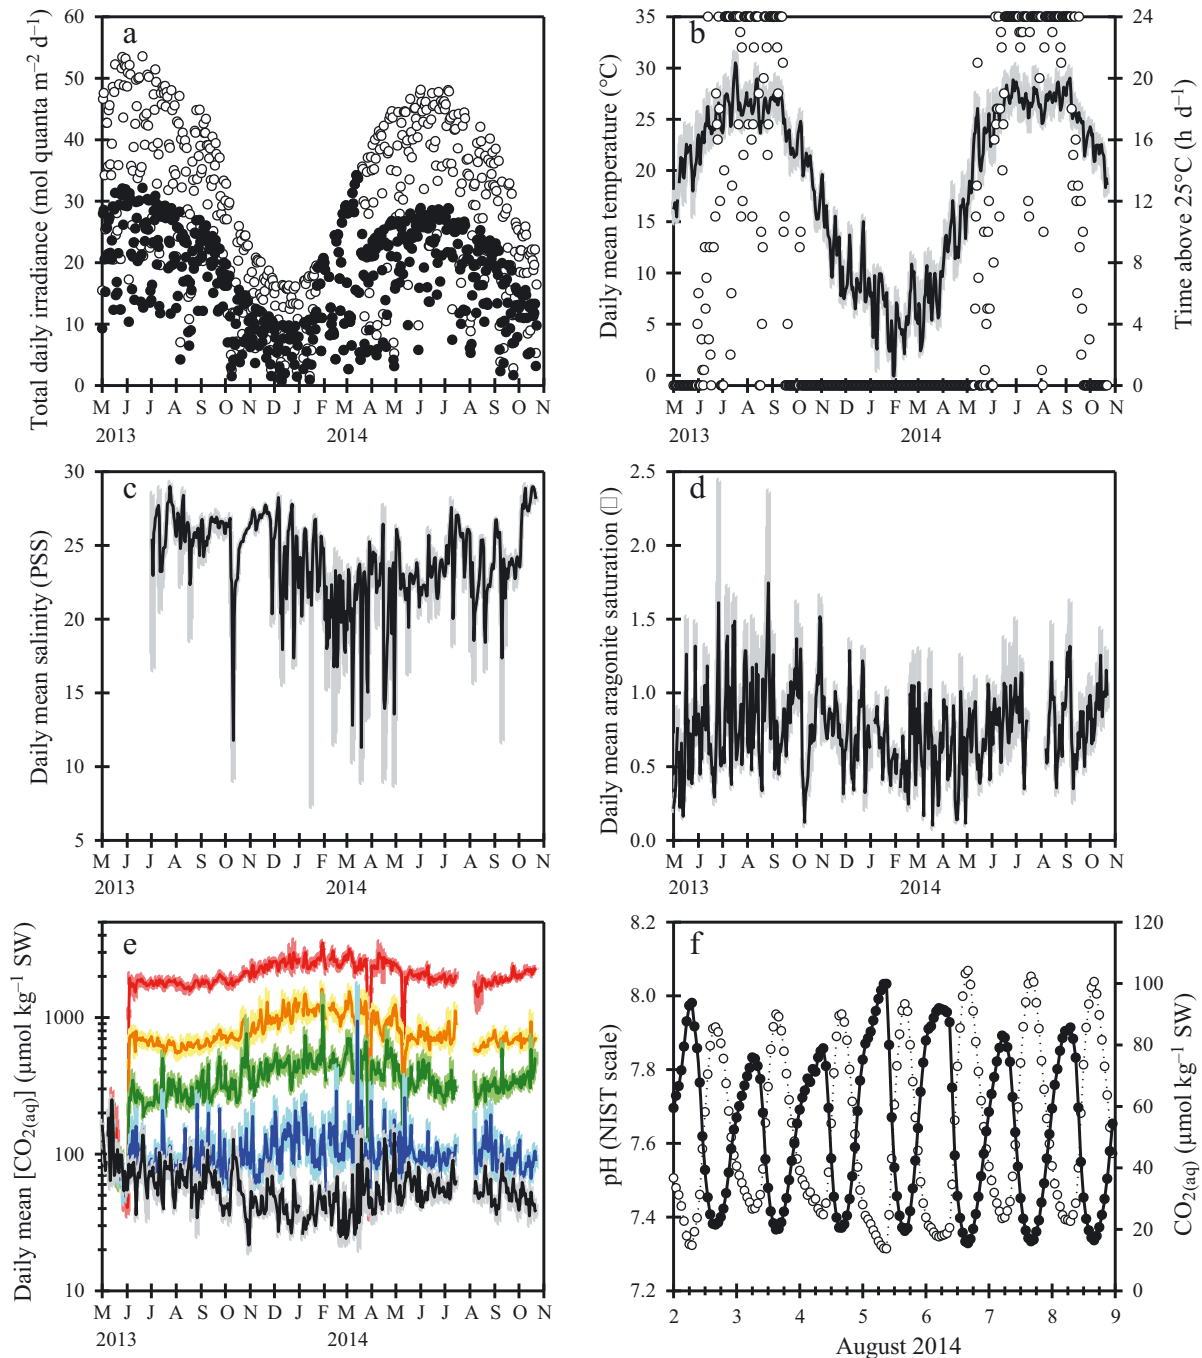 a
Total daily irradiance (mol quanta m⁻² d⁻¹)
60
50
40
30
20
10
0
M J J A S O N D J F M A M J J A S O N
2013 2014
b
Daily mean temperature (°C)
35
30
25
20
15
10
5
0
Time above 25°C (h d⁻¹)
24
20
16
12
8
4
0
M J J A S O N D J F M A M J J A S O N
2013 2014
c
Daily mean salinity (PSS)
30
25
20
15
10
5
M J J A S O N D J F M A M J J A S O N
2013 2014
d
Daily mean aragonite saturation (□)
2.5
2.0
1.5
1.0
0.5
0.0
M J J A S O N D J F M A M J J A S O N
2013 2014
e
Daily mean [CO₂₍aq₎] (µmol kg⁻¹ SW)
1000
100
10
M J J A S O N D J F M A M J J A S O N
2013 2014
f
pH (NIST scale)
8.2
8.0
7.8
7.6
7.4
7.2
CO₂₍aq₎ (µmol kg⁻¹ SW)
120
100
80
60
40
20
0
2 3 4 5 6 7 8 9
August 2014